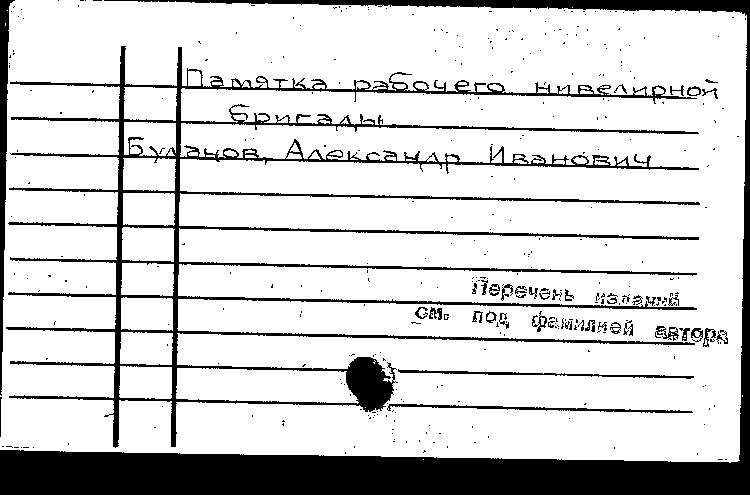 Памятка рабочего нивелирной
бригады.
Буланов, Александр Иванович
Перечень изданий
см. под фамилией автора